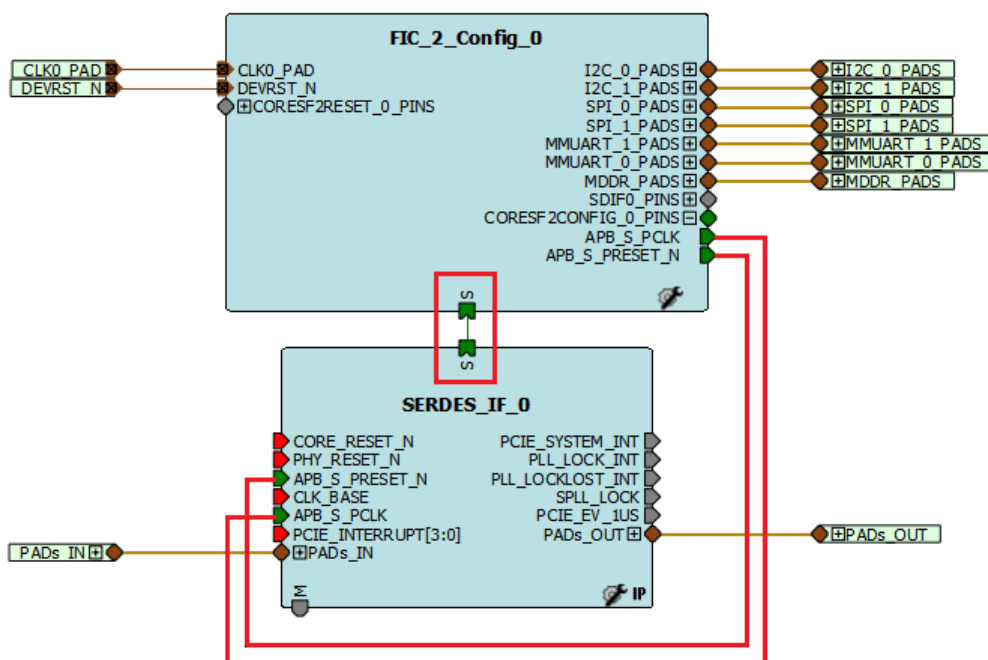 FIC_2_Config_0
CLK0_PAD
DEVRST_N
CLK0_PAD
DEVRST_N
CORESF2RESET_0_PINS
I2C_0_PADS
I2C_1_PADS
SPI_0_PADS
SPI_1_PADS
MMUART_1_PADS
MMUART_0_PADS
MDDR_PADS
SDIF0_PINS
CORESF2CONFIG_0_PINS
APB_S_PCLK
APB_S_PRESET_N
I2C_0_PADS
I2C_1_PADS
SPI_0_PADS
SPI_1_PADS
MMUART_1_PADS
MMUART_0_PADS
MDDR_PADS
S
S
SERDES_IF_0
CORE_RESET_N
PHY_RESET_N
APB_S_PRESET_N
CLK_BASE
APB_S_PCLK
PCIE_INTERRUPT[3:0]
PADs_IN
PADs_IN
PCIE_SYSTEM_INT
PLL_LOCK_INT
PLL_LOCKLOST_INT
SPLL_LOCK
PCIE_EV_1US
PADs_OUT
PADs_OUT
M
IP